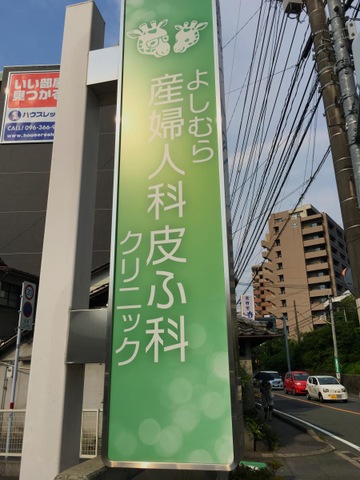 よしむら
産婦人科皮ふ科
クリニック
いい部屋
見つかる
ハウスレッ
CALL/ 096-366-